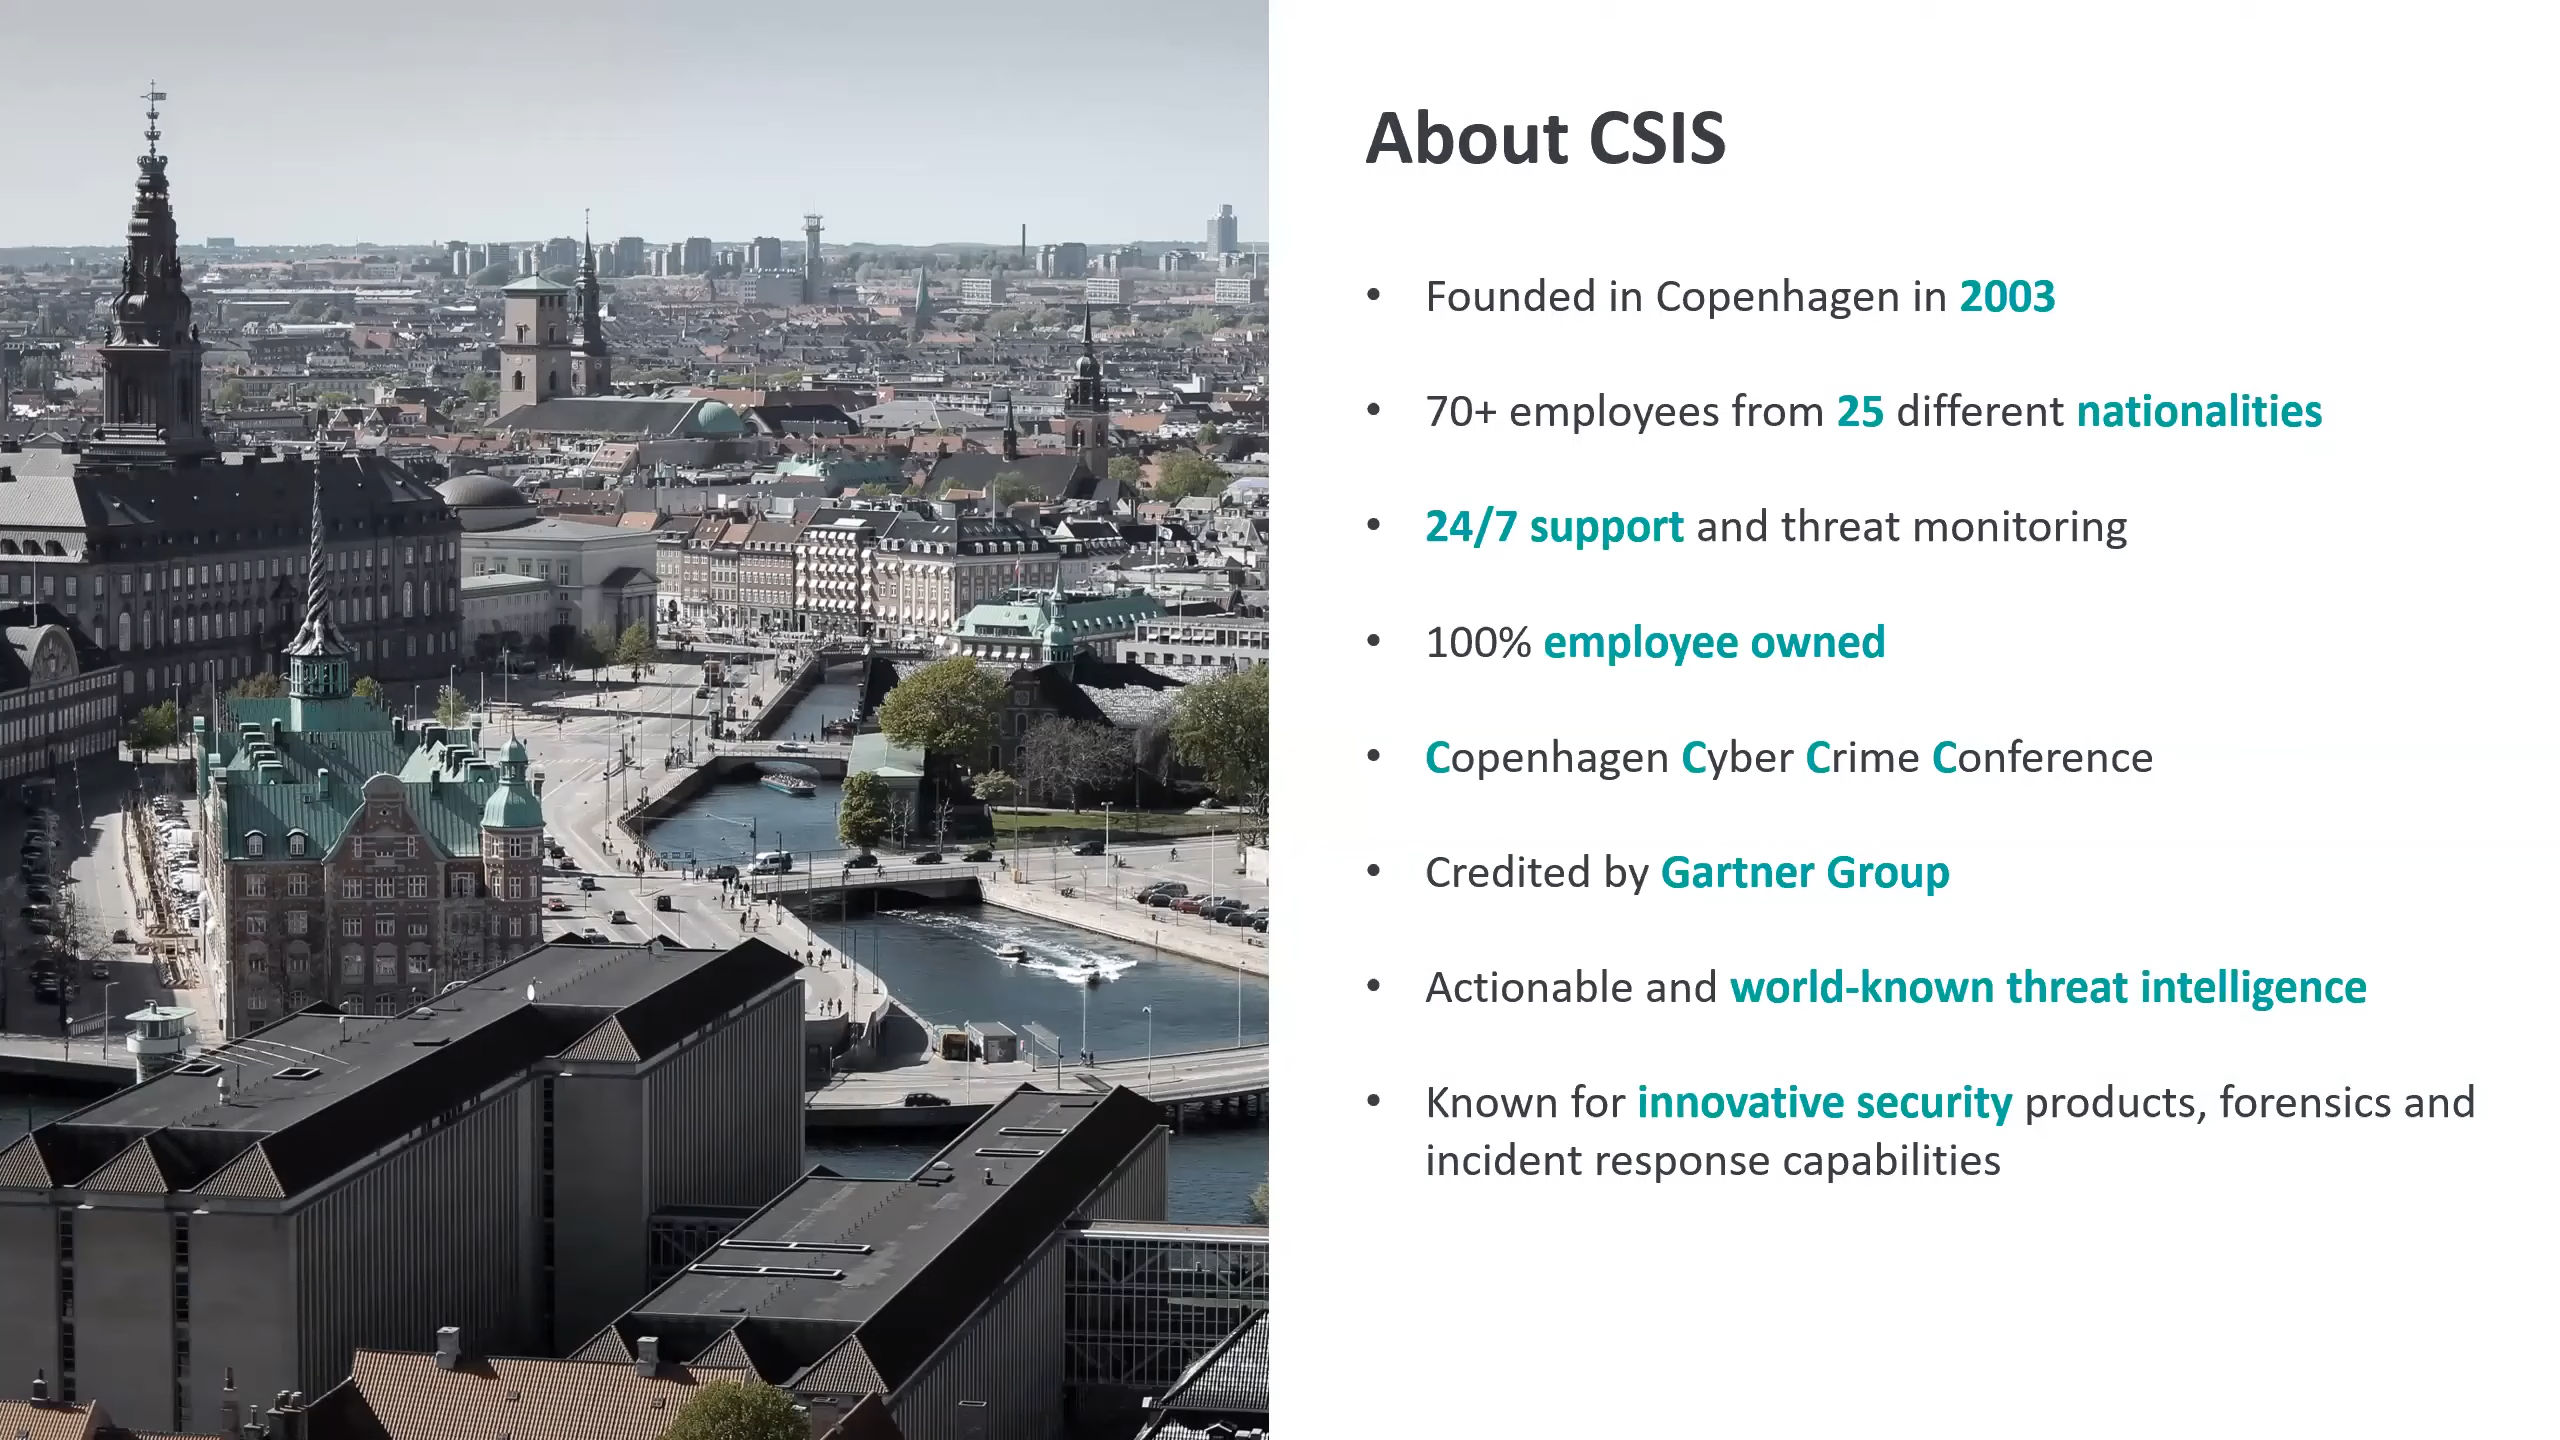 About CSIS
• Founded in Copenhagen in 2003
• 70+ employees from 25 different nationalities
• 24/7 support and threat monitoring
• 100% employee owned
• Copenhagen Cyber Crime Conference
• Credited by Gartner Group
• Actionable and world-known threat intelligence
• Known for innovative security products, forensics and
incident response capabilities